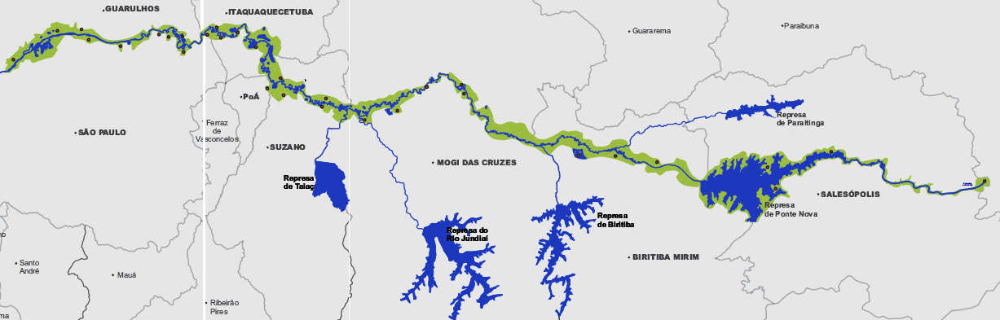 GUARULHOS
ITAQUAQUECETUBA
Guararema
Paraibuna
PoÁ
Ferraz
de
Vasconcelos
Represa
de Paraitinga
SÃO PAULO
SUZANO
MOGI DAS CRUZES
Represa
de Taiaç
SALESÓPOLIS
Represa
de Ponte Nova
Represa
de Biritiba
Represa do
Rio Jundiaí
BIRITIBA MIRIM
Santo
André
Mauá
Ribeirão
Pires